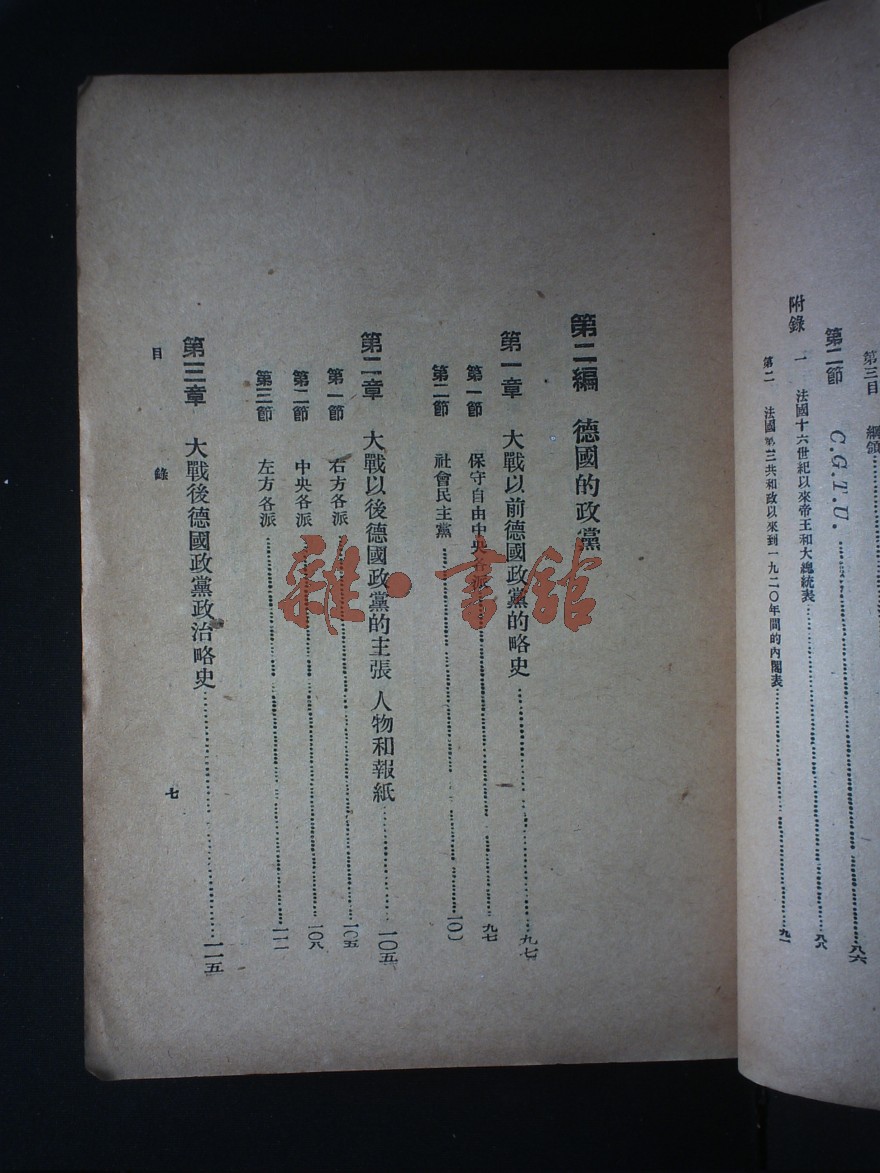 第三目 綱領
第二節 C.G.T.U. 八六
附錄 一 法國十六世紀以來帝王和大總統表 八八
第二 法國第三共和政以來到一九二〇年間的內閣表 九一
第二編 德國的政黨
第一章 大戰以前德國政黨的略史 九七
第一節 保守自由中央各派 九七
第二節 社會民主黨 一〇一
第二章 大戰以後德國政黨的主張 人物和報紙 一〇五
第一節 右方各派 一〇五
第二節 中央各派 一〇八
第三節 左方各派 一一一
第三章 大戰後德國政黨政治略史 一一五
目 錄 七
雜·書館